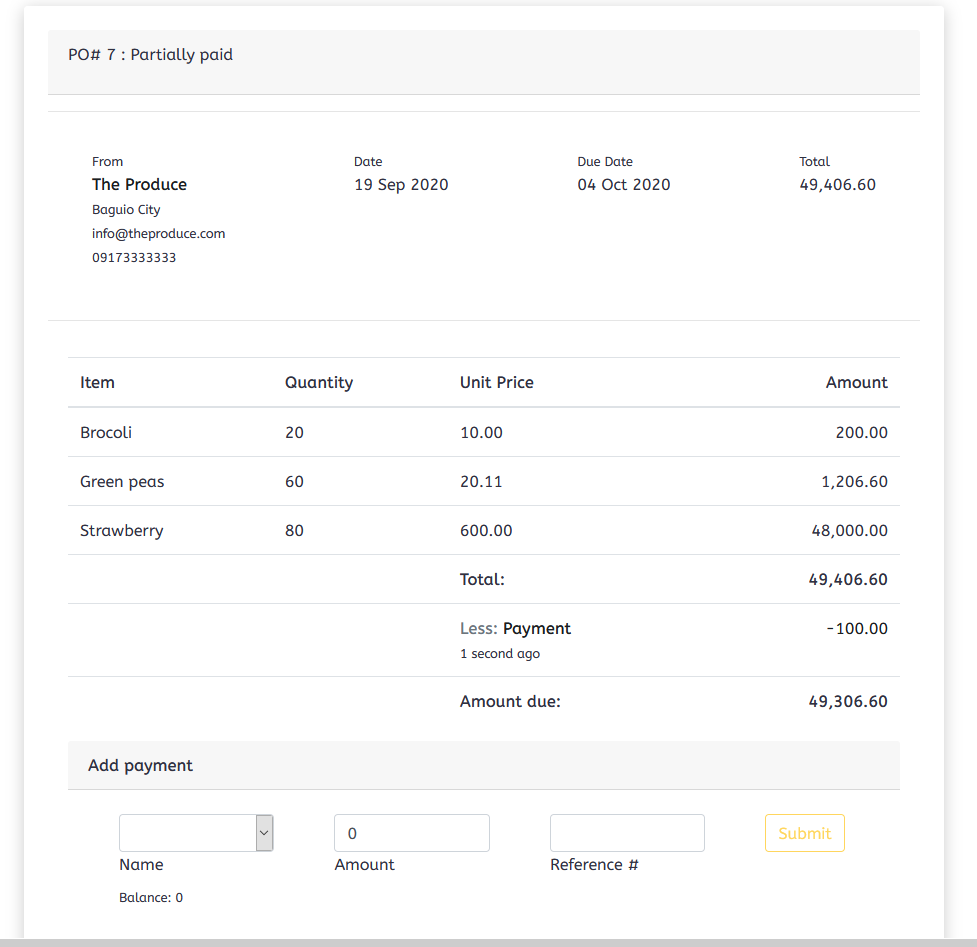 PO# 7 : Partially paid
From Date Due Date Total
The Produce 19 Sep 2020 04 Oct 2020 49,406.60
Baguio City
info@theproduce.com
09173333333
Item Quantity Unit Price Amount
Brocoli 20 10.00 200.00
Green peas 60 20.11 1,206.60
Strawberry 80 600.00 48,000.00
Total: 49,406.60
Less: Payment -100.00
1 second ago
Amount due: 49,306.60
Add payment
0 Submit
Name Amount Reference #
Balance: 0